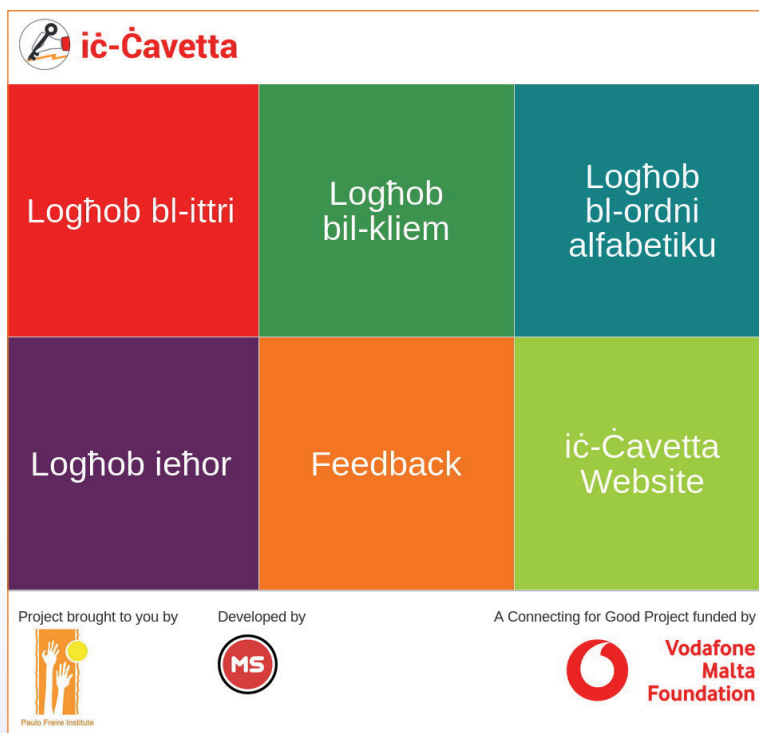 iċ-Ċavetta
Logħob bl-ittri
Logħob
bil-kliem
Logħob
bl-ordni
alfabetiku
Logħob ieħor
Feedback
iċ-Ċavetta
Website
Project brought to you by
Developed by
A Connecting for Good Project funded by
Paulo Freire Institute
MS
Vodafone
Malta
Foundation